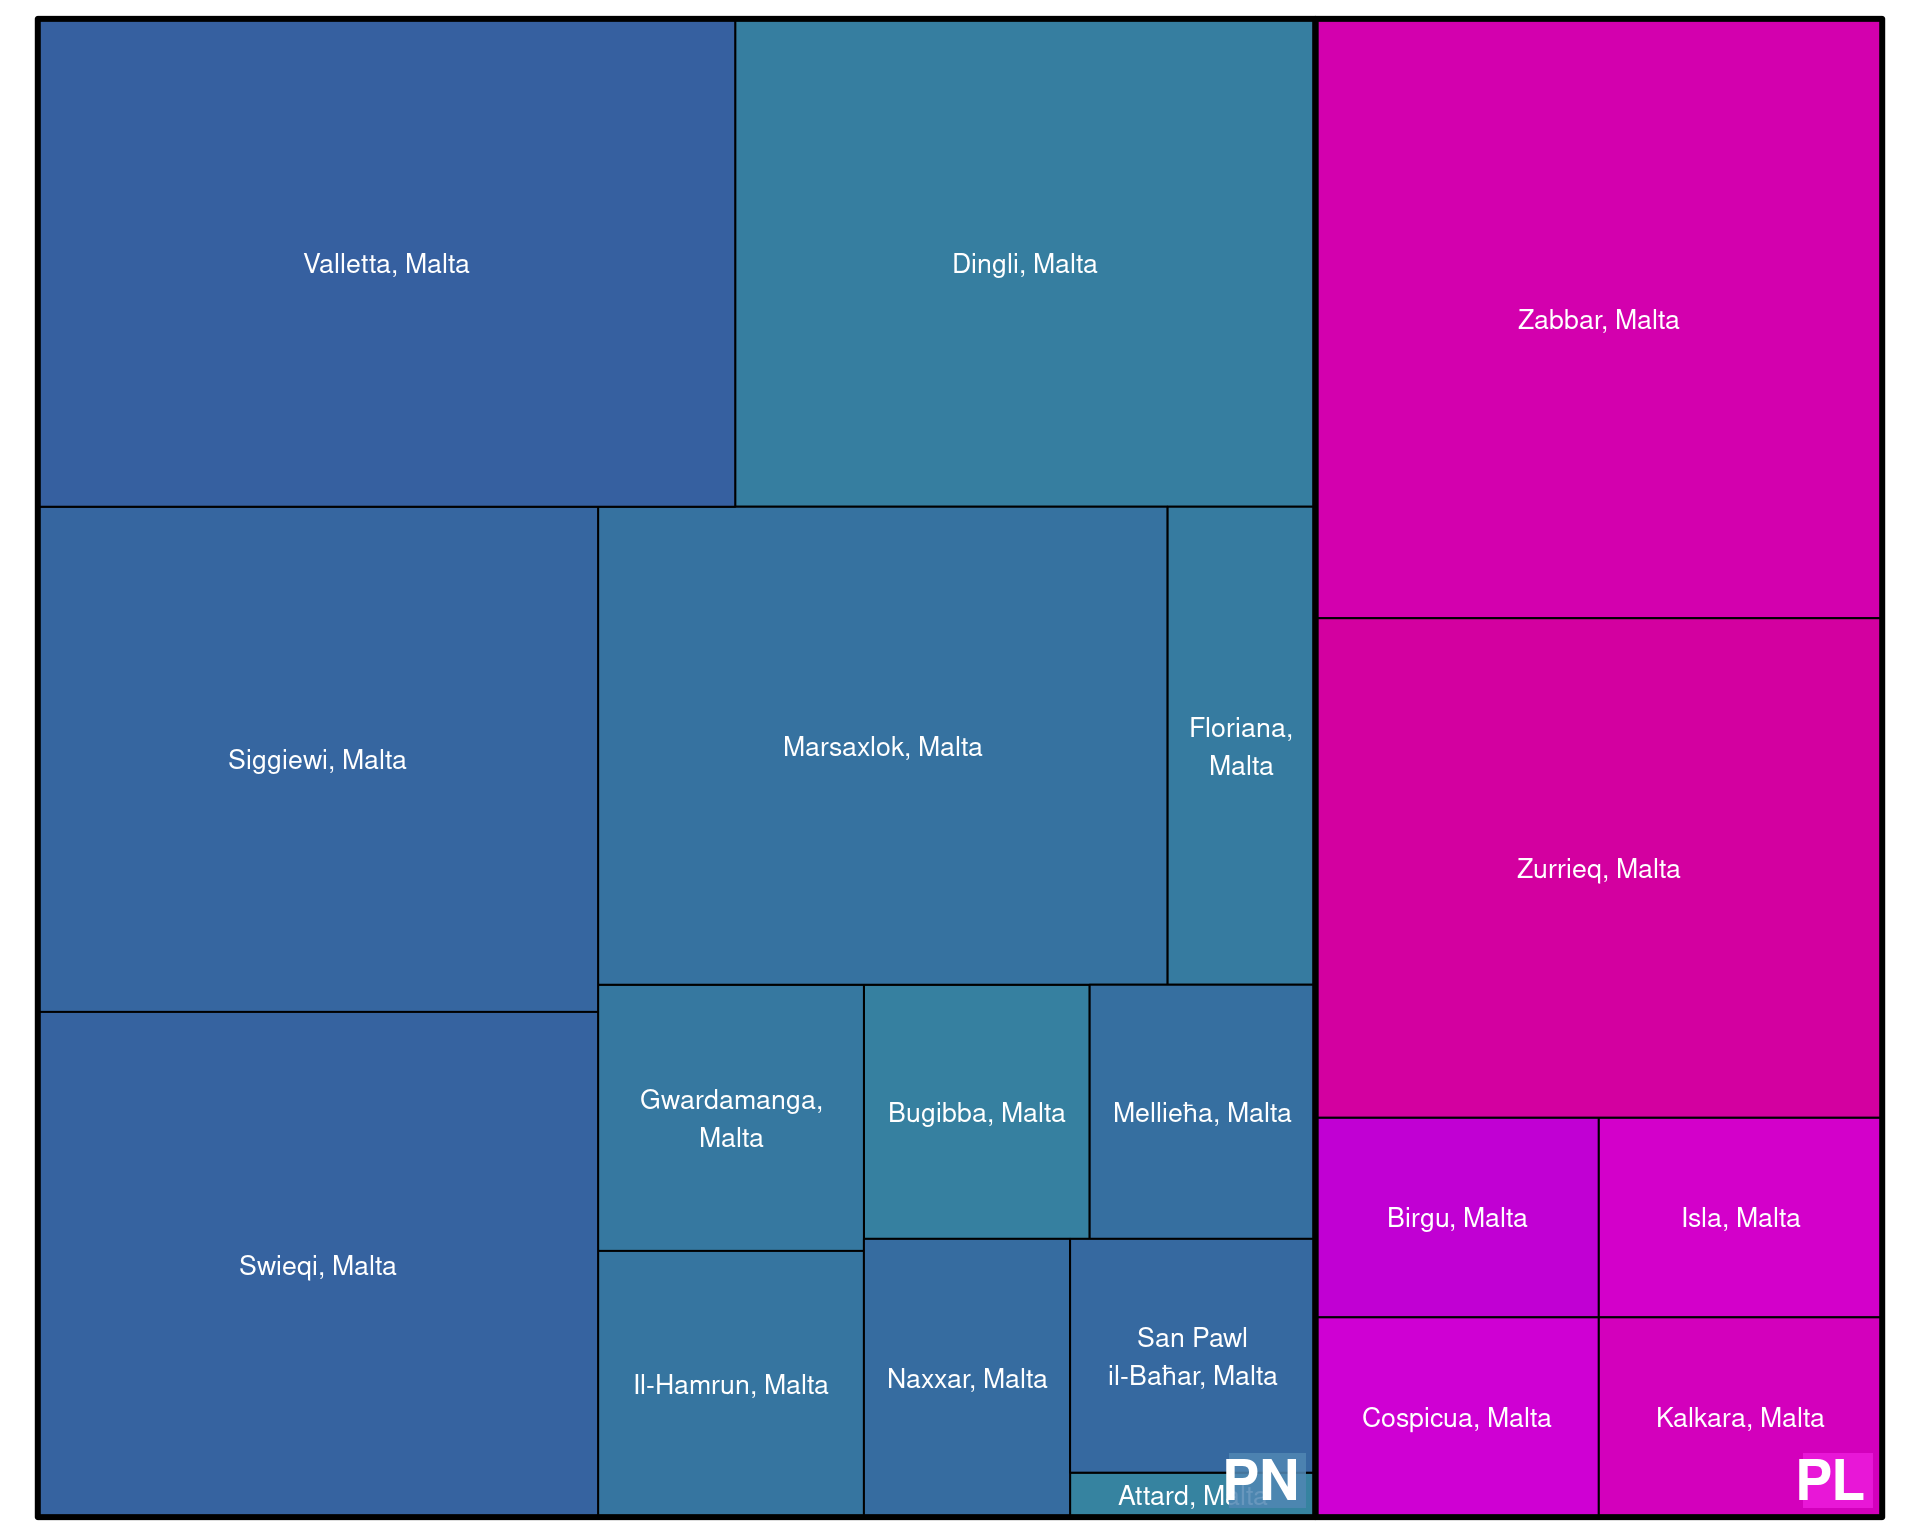 Valletta, Malta
Dingli, Malta
Zabbar, Malta
Siggiewi, Malta
Marsaxlok, Malta
Floriana,
Malta
Zurrieq, Malta
Gwardamanga,
Malta
Bugibba, Malta
Mellieħa, Malta
Swieqi, Malta
Il-Hamrun, Malta
Naxxar, Malta
San Pawl
il-Baħar, Malta
Attard, Malta
PN
Birgu, Malta
Isla, Malta
Cospicua, Malta
Kalkara, Malta
PL